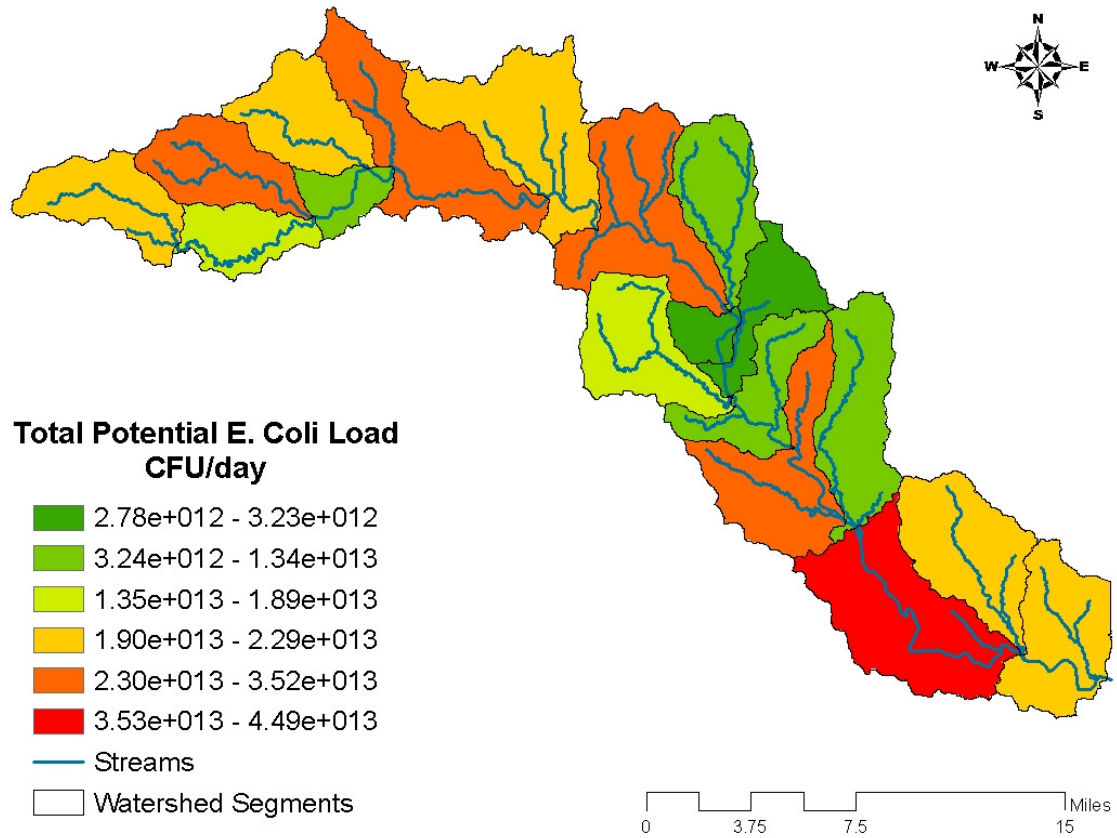 N
W E
S
Total Potential E. Coli Load
CFU/day
2.78e+012 - 3.23e+012
3.24e+012 - 1.34e+013
1.35e+013 - 1.89e+013
1.90e+013 - 2.29e+013
2.30e+013 - 3.52e+013
3.53e+013 - 4.49e+013
Streams
Watershed Segments
Miles
0 3.75 7.5 15